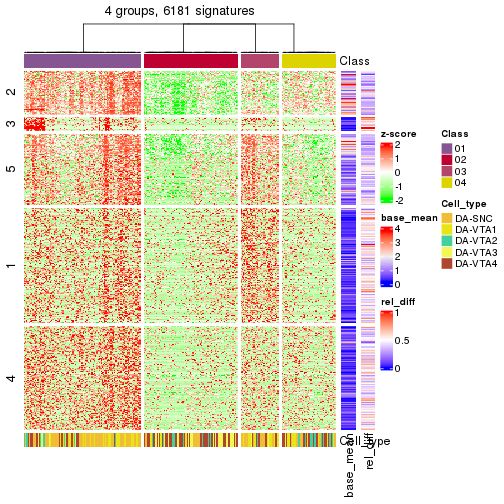 4 groups, 6181 signatures
Class
2
3
5
1
4
z-score
2
1
0
-1
-2
base_mean
4
3
2
1
0
rel_diff
1
0.5
0
Class
01
02
03
04
Cell_type
DA-SNC
DA-VTA1
DA-VTA2
DA-VTA3
DA-VTA4
Cell_type
base_mean
rel_diff